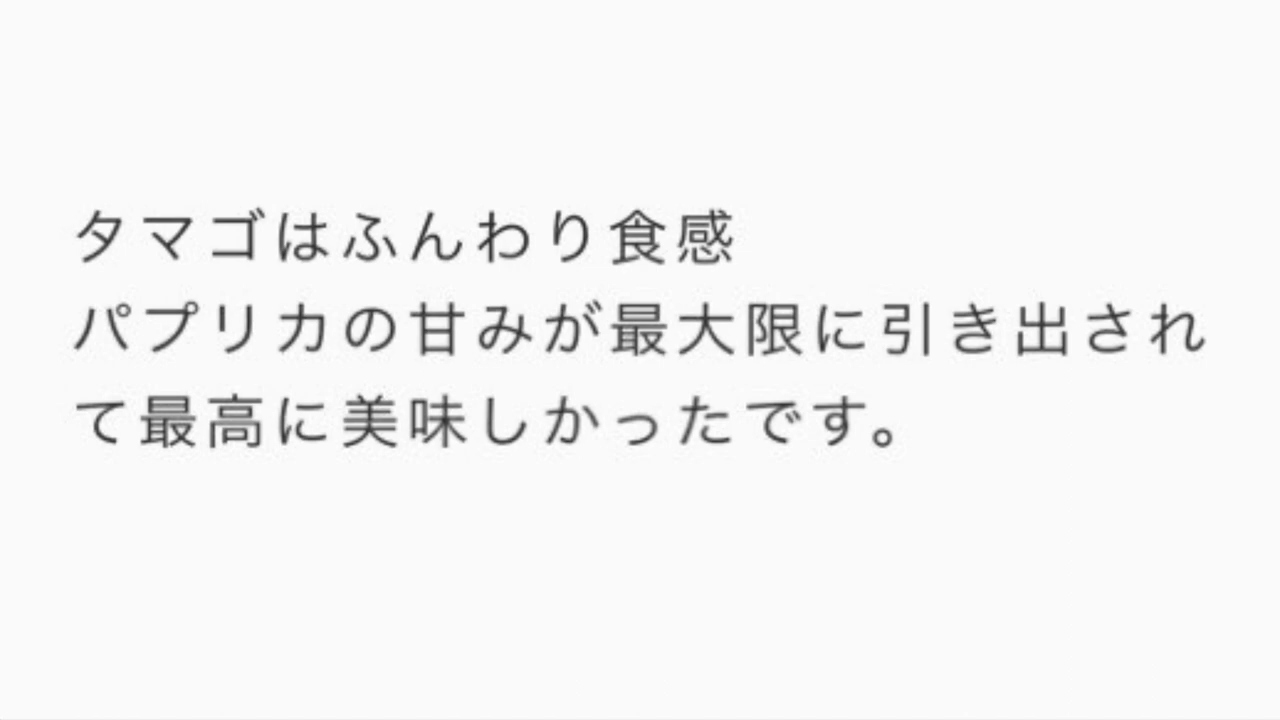 タマゴはふんわり食感
パプリカの甘みが最大限に引き出され
て最高に美味しかったです。